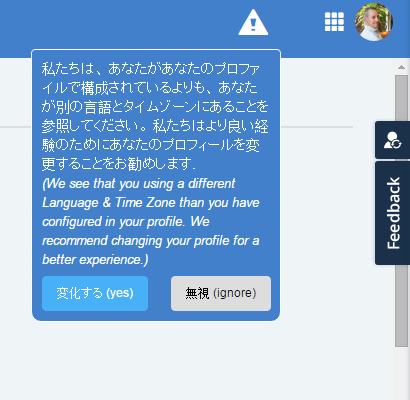 私たちは、あなたがあなたのプロファ
イルで構成されているよりも、あなた
が別の言語とタイムゾーンにあることを
参照してください。私たちはより良い経
験のためにあなたのプロフィールを変
更することをお勧めします.
(We see that you using a different
Language & Time Zone than you have
configured in your profile. We
recommend changing your profile for a
better experience.)
変化する (yes)
無視 (ignore)
Feedback